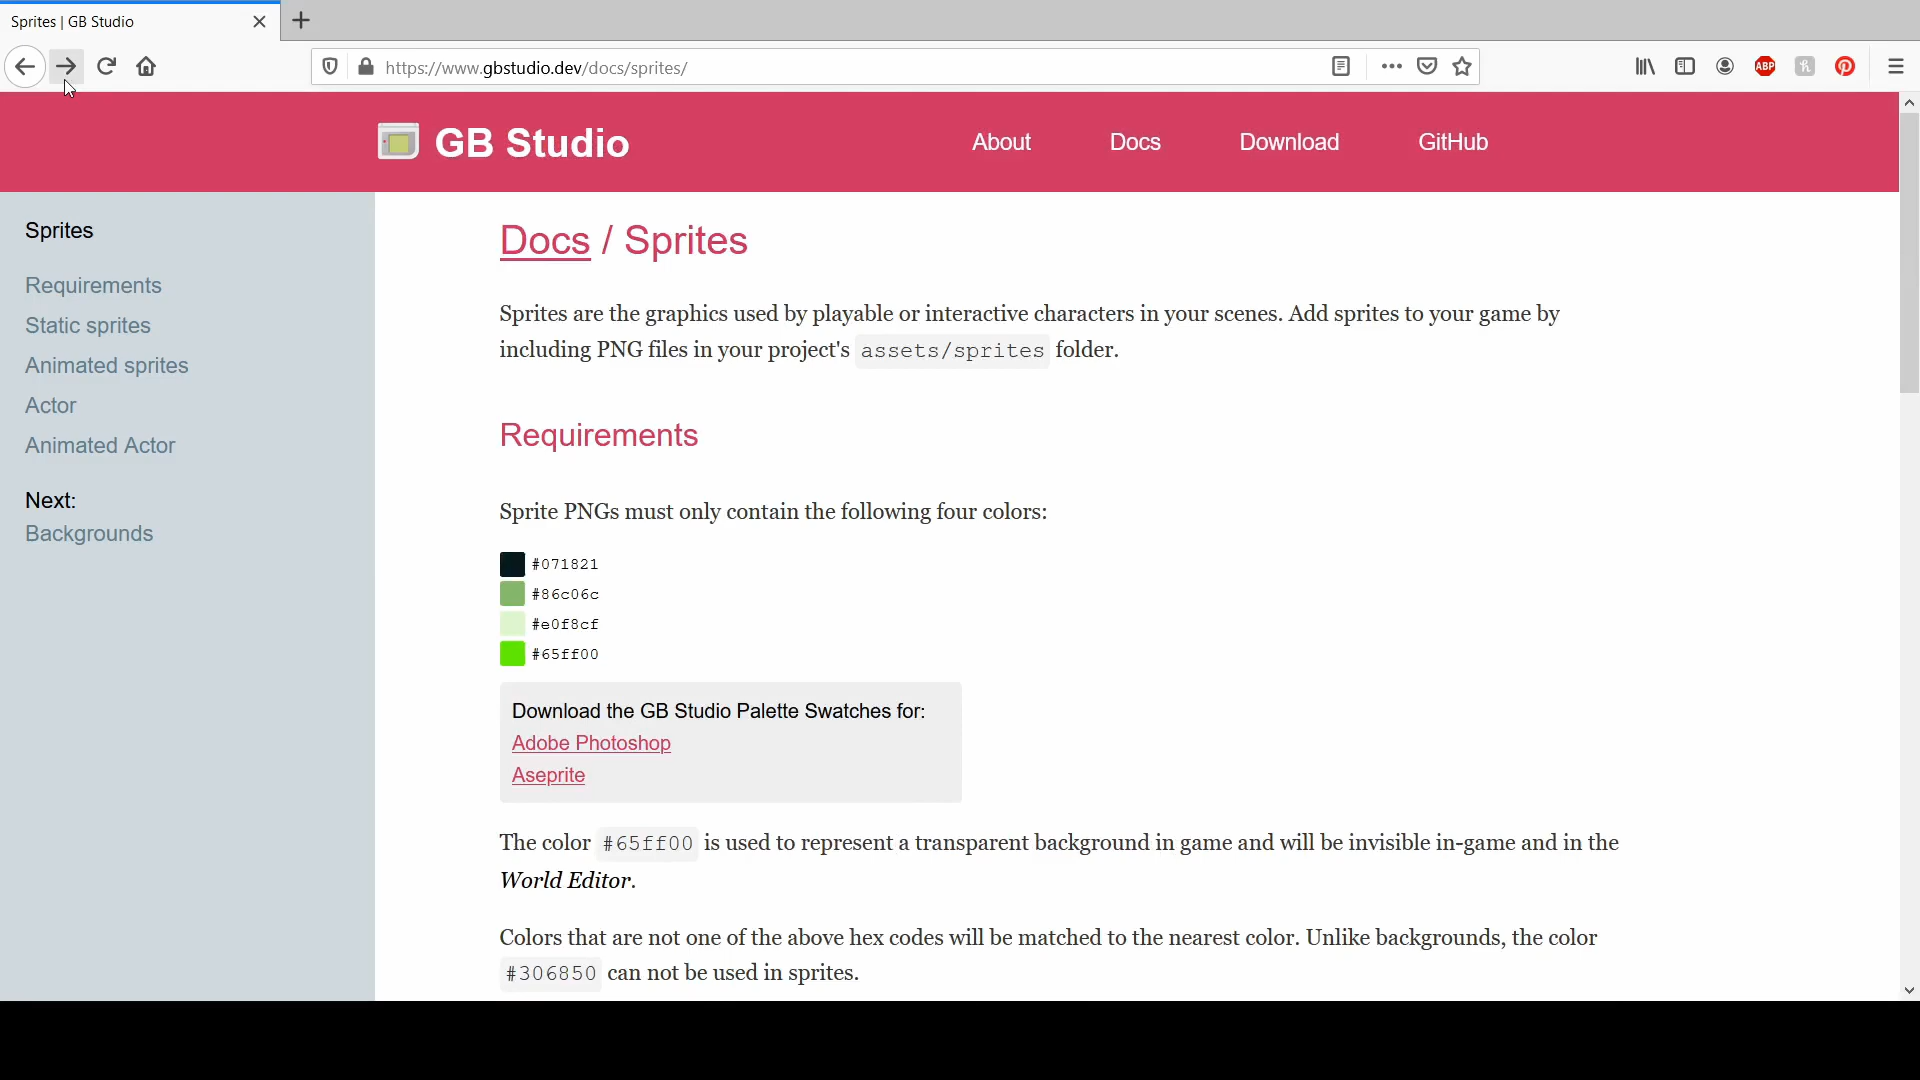 Sprites | GB Studio
https://www.gbstudio.dev/docs/sprites/
ABP
GB Studio
About
Docs
Download
GitHub
Sprites
Requirements
Static sprites
Animated sprites
Actor
Animated Actor
Next:
Backgrounds
Docs / Sprites
Sprites are the graphics used by playable or interactive characters in your scenes. Add sprites to your game by
including PNG files in your project's assets/sprites folder.
Requirements
Sprite PNGs must only contain the following four colors:
#071821
#86c06c
#e0f8cf
#65ff00
Download the GB Studio Palette Swatches for:
Adobe Photoshop
Aseprite
The color #65ff00 is used to represent a transparent background in game and will be invisible in-game and in the
World Editor.
Colors that are not one of the above hex codes will be matched to the nearest color. Unlike backgrounds, the color
#306850 can not be used in sprites.